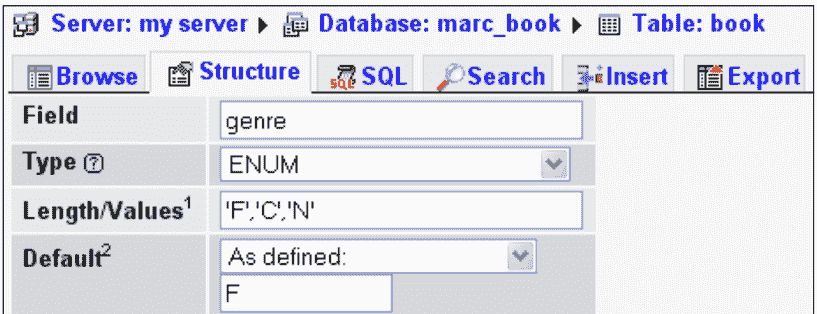 Server: my server ▸ Database: marc_book ▸ Table: book
Browse Structure SQL Search Insert Export
Field genre
Type ENUM
Length/Values¹ 'F','C','N'
Default² As defined:
F